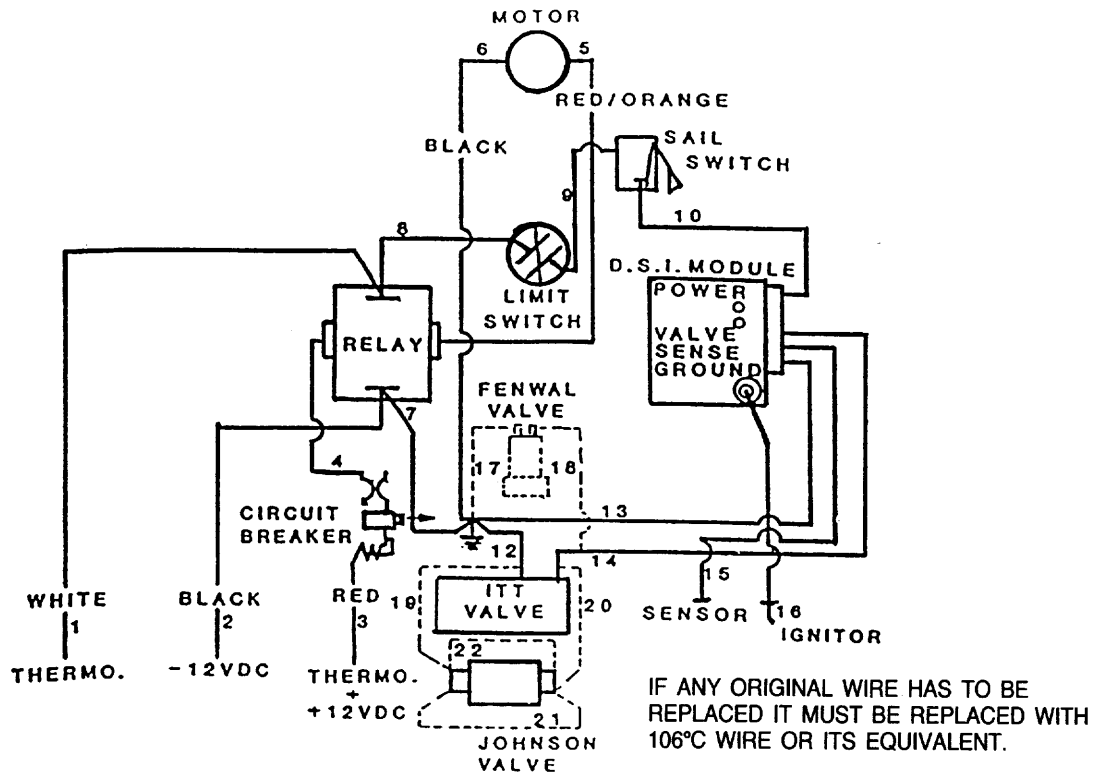 MOTOR
6
5
RED/ORANGE
BLACK
SAIL
SWITCH
9
10
8
D.S.I. MODULE
LIMIT
SWITCH
POWER
VALVE
SENSE
GROUND
RELAY
7
FENWAL
VALVE
17
18
4
CIRCUIT
BREAKER
13
12
14
15
ITT
VALVE
19
20
WHITE
1
THERMO.
BLACK
2
-12VDC
RED
3
THERMO.
+
+12VDC
SENSOR
16
IGNITOR
22
21
JOHNSON
VALVE
IF ANY ORIGINAL WIRE HAS TO BE
REPLACED IT MUST BE REPLACED WITH
106°C WIRE OR ITS EQUIVALENT.